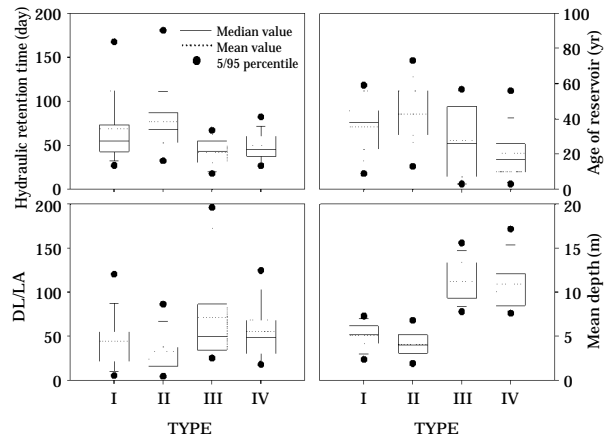 Hydraulic retention time (day)
200
150
100
50
0
Median value
Mean value
5/95 percentile
100
80
60
40
20
0
Age of reservoir (yr)
DL/LA
200
150
100
50
0
20
15
10
5
0
Mean depth (m)
I II III IV
I II III IV
TYPE
TYPE